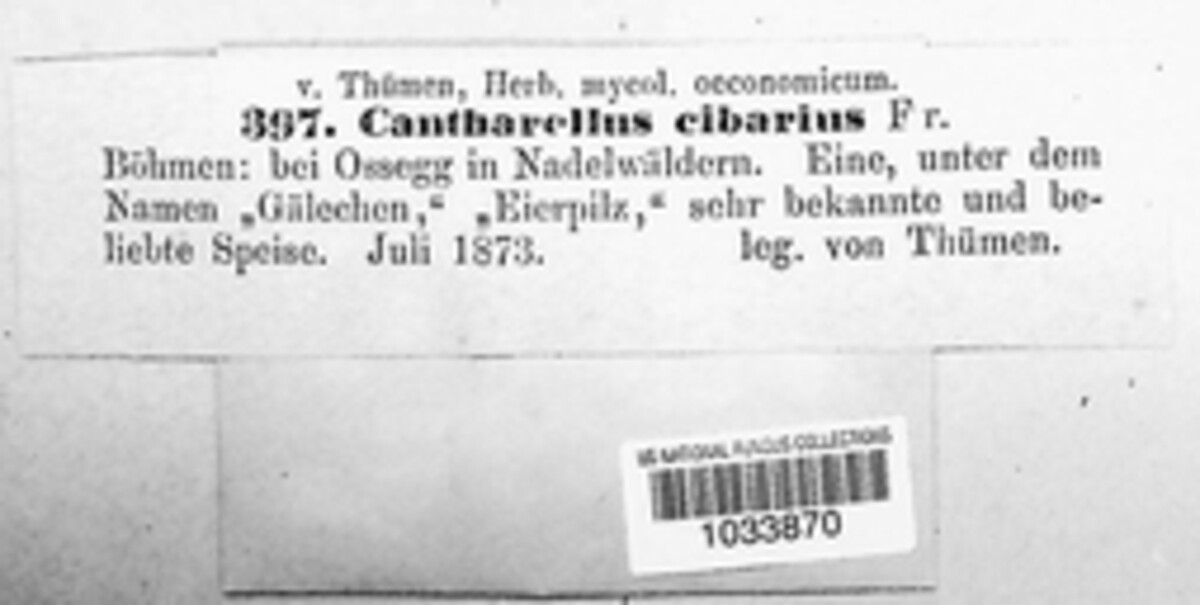 v. Thümen, Herb. mycol. oeconomicum.
397. Cantharellus cibarius Fr.
Böhmen: bei Ossegg in Nadelwäldern. Eine, unter dem
Namen „Gälechen,“ „Eierpilz,“ sehr bekannte und be-
liebte Speise. Juli 1873. leg. von Thümen.
US NATIONAL FUNGUS COLLECTIONS
1033870